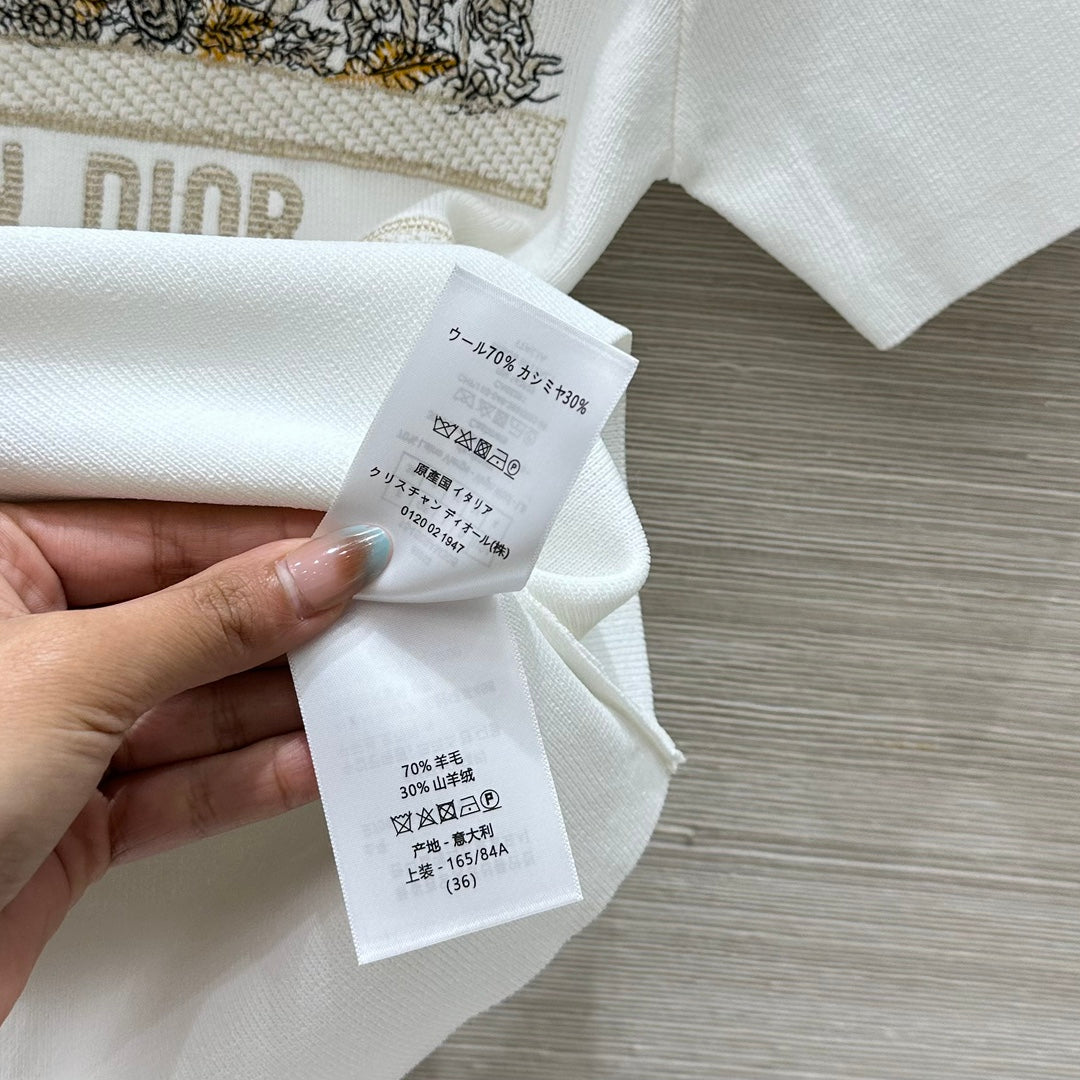 DIOR
ウール70% カシミヤ30%
原産国 イタリア
クリスチャン ディオール(株)
0120 02 1947
70% 羊毛
30% 山羊绒
产地 - 意大利
上装 - 165/84A
(36)